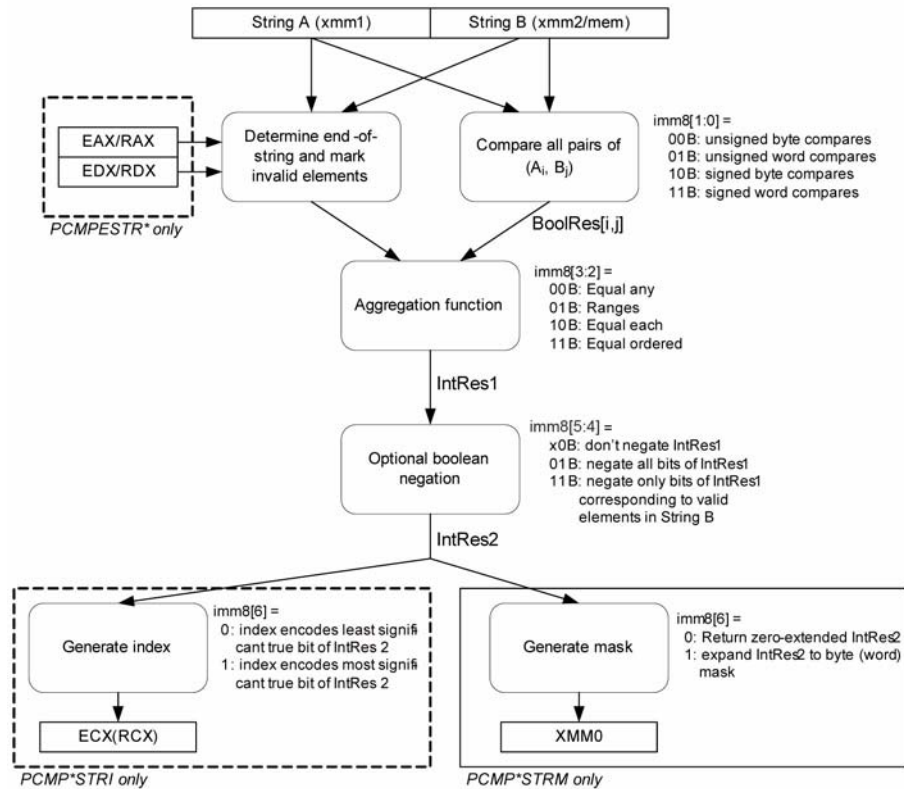 String A (xmm1)
String B (xmm2/mem)
EAX/RAX
EDX/RDX
PCMPESTR* only
Determine end -of-
string and mark
invalid elements
Compare all pairs of
(Ai, Bj)
imm8[1:0] =
00B: unsigned byte compares
01B: unsigned word compares
10B: signed byte compares
11B: signed word compares
BoolRes[i,j]
Aggregation function
imm8[3:2] =
00B: Equal any
01B: Ranges
10B: Equal each
11B: Equal ordered
IntRes1
Optional boolean
negation
imm8[5:4] =
x0B: don't negate IntRes1
01B: negate all bits of IntRes1
11B: negate only bits of IntRes1
corresponding to valid
elements in String B
IntRes2
Generate index
imm8[6] =
0: index encodes least signifi
cant true bit of IntRes 2
1: index encodes most signifi
cant true bit of IntRes 2
ECX(RCX)
PCMP*STRI only
Generate mask
imm8[6] =
0: Return zero-extended IntRes2
1: expand IntRes2 to byte (word)
mask
XMM0
PCMP*STRM only